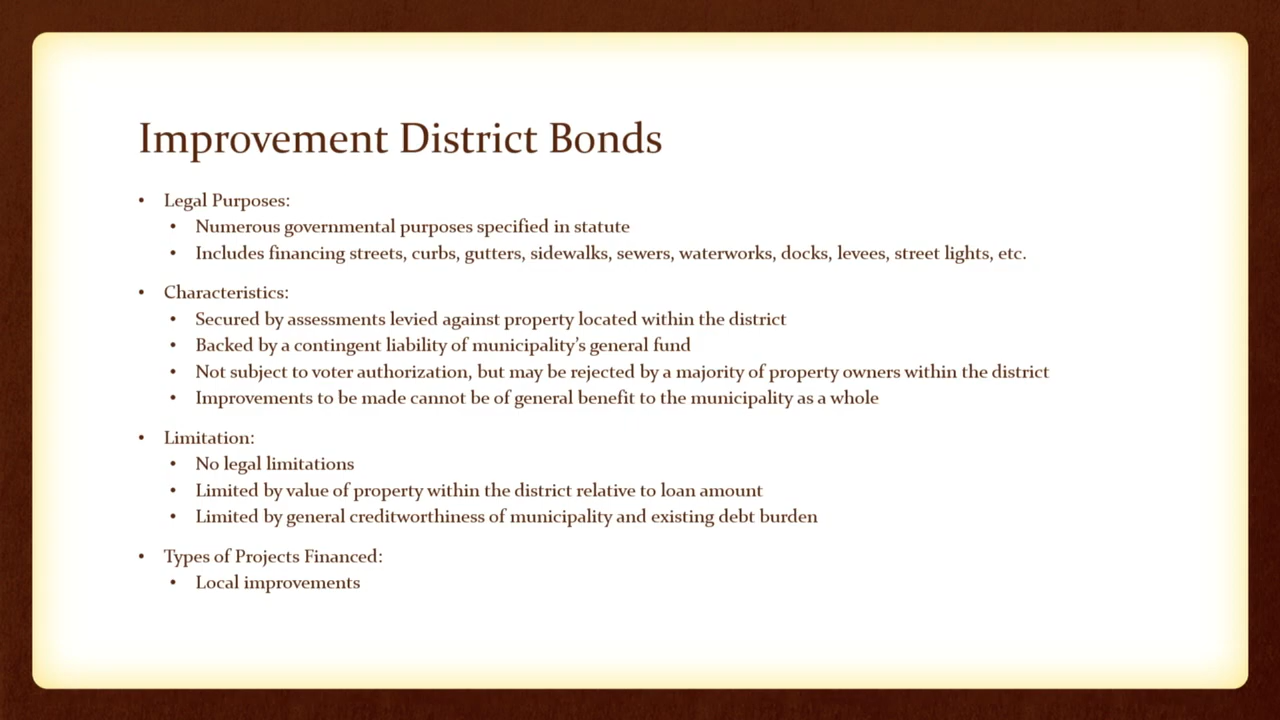 Improvement District Bonds
• Legal Purposes:
• Numerous governmental purposes specified in statute
• Includes financing streets, curbs, gutters, sidewalks, sewers, waterworks, docks, levees, street lights, etc.
• Characteristics:
• Secured by assessments levied against property located within the district
• Backed by a contingent liability of municipality’s general fund
• Not subject to voter authorization, but may be rejected by a majority of property owners within the district
• Improvements to be made cannot be of general benefit to the municipality as a whole
• Limitation:
• No legal limitations
• Limited by value of property within the district relative to loan amount
• Limited by general creditworthiness of municipality and existing debt burden
• Types of Projects Financed:
• Local improvements